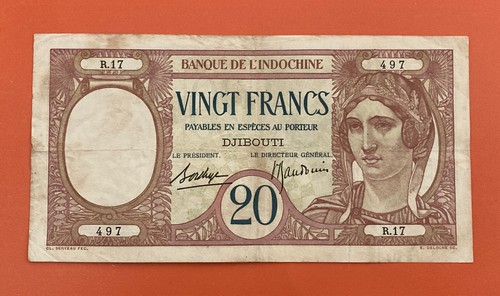 R.17
BANQUE DE L'INDOCHINE
497
VINGT FRANCS
PAYABLES EN ESPÈCES AU PORTEUR
DJIBOUTI
LE PRÉSIDENT. LE DIRECTEUR GÉNÉRAL.
20
497
R.17